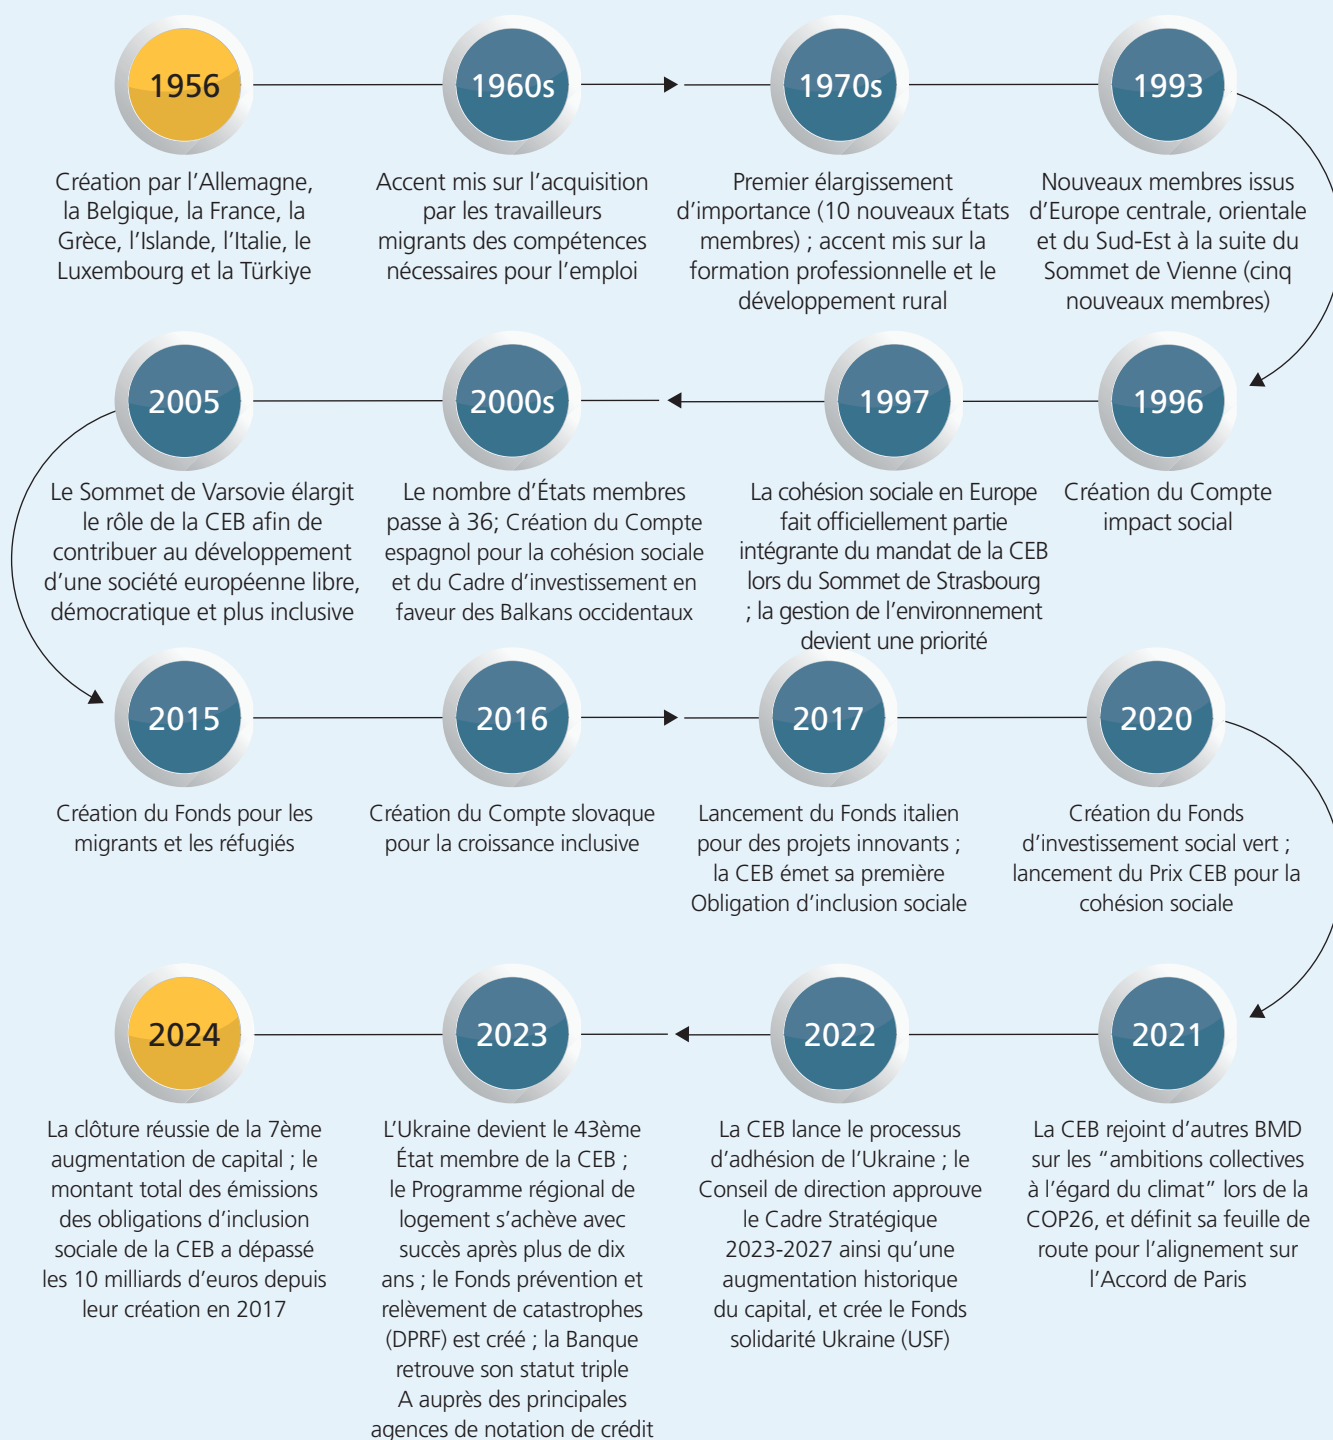 1956
Création par l’Allemagne,
la Belgique, la France, la
Grèce, l’Islande, l’Italie, le
Luxembourg et la Türkiye
1960s
Accent mis sur l’acquisition
par les travailleurs
migrants des compétences
nécessaires pour l’emploi
1970s
Premier élargissement
d’importance (10 nouveaux États
membres) ; accent mis sur la
formation professionnelle et le
développement rural
1993
Nouveaux membres issus
d’Europe centrale, orientale
et du Sud-Est à la suite du
Sommet de Vienne (cinq
nouveaux membres)
1996
Création du Compte
impact social
1997
La cohésion sociale en Europe
fait officiellement partie
intégrante du mandat de la CEB
lors du Sommet de Strasbourg
; la gestion de l’environnement
devient une priorité
2000s
Le nombre d’États membres
passe à 36; Création du Compte
espagnol pour la cohésion sociale
et du Cadre d’investissement en
faveur des Balkans occidentaux
2005
Le Sommet de Varsovie élargit
le rôle de la CEB afin de
contribuer au développement
d’une société européenne libre,
démocratique et plus inclusive
2015
Création du Fonds pour les
migrants et les réfugiés
2016
Création du Compte slovaque
pour la croissance inclusive
2017
Lancement du Fonds italien
pour des projets innovants ;
la CEB émet sa première
Obligation d’inclusion sociale
2020
Création du Fonds
d’investissement social vert ;
lancement du Prix CEB pour la
cohésion sociale
2021
La CEB rejoint d’autres BMD
sur les “ambitions collectives
à l’égard du climat” lors de la
COP26, et définit sa feuille de
route pour l’alignement sur
l’Accord de Paris
2022
La CEB lance le processus
d’adhésion de l’Ukraine ; le
Conseil de direction approuve
le Cadre Stratégique
2023-2027 ainsi qu’une
augmentation historique
du capital, et crée le Fonds
solidarité Ukraine (USF)
2023
L’Ukraine devient le 43ème
État membre de la CEB ;
le Programme régional de
logement s’achève avec
succès après plus de dix
ans ; le Fonds prévention et
relèvement de catastrophes
(DPRF) est créé ; la Banque
retrouve son statut triple
A auprès des principales
agences de notation de crédit
2024
La clôture réussie de la 7ème
augmentation de capital ; le
montant total des émissions
des obligations d’inclusion
sociale de la CEB a dépassé
les 10 milliards d’euros depuis
leur création en 2017